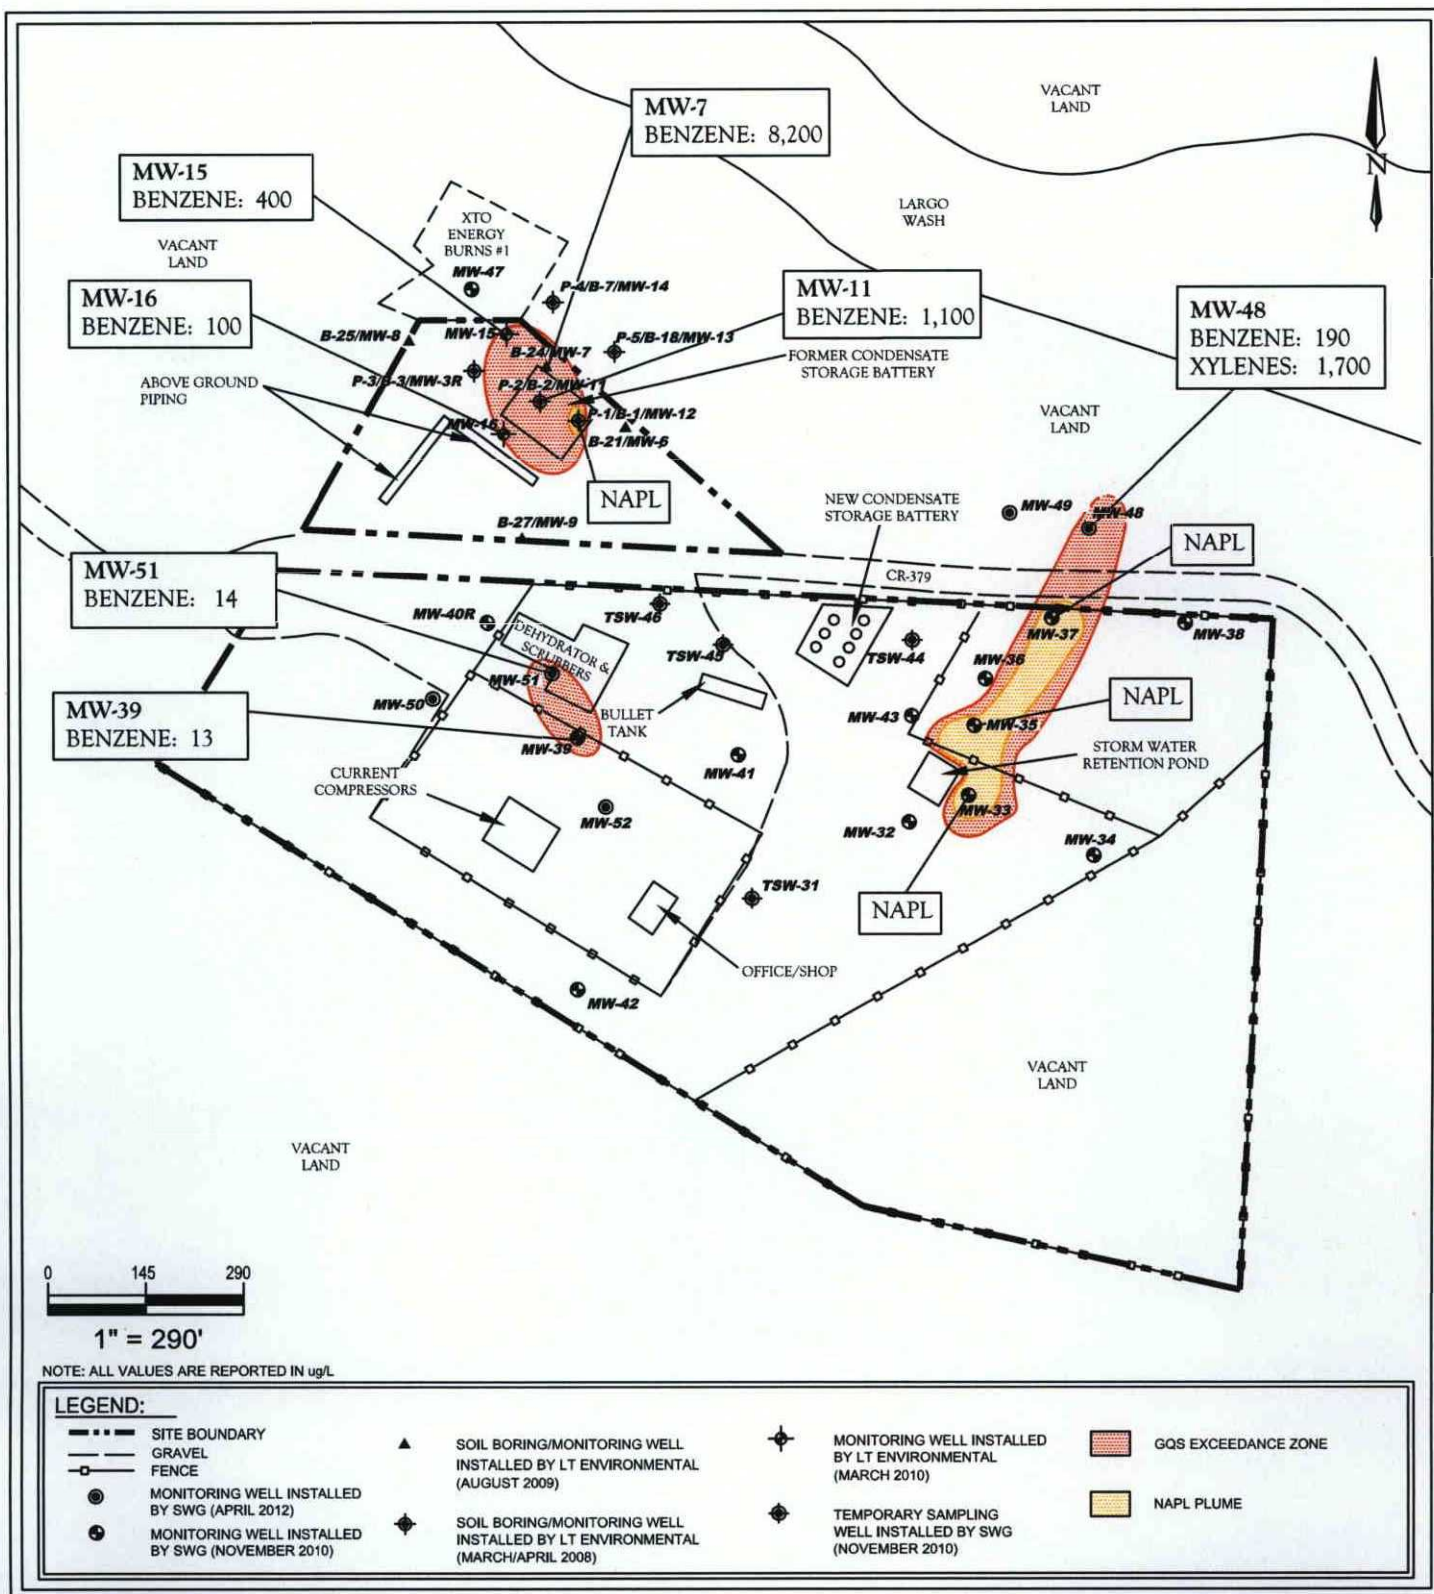 VACANT
LAND
MW-7
BENZENE: 8,200
N
MW-15
BENZENE: 400
LARGO
WASH
XTO
ENERGY
BURNS #1
VACANT
LAND
MW-47
P-4/B-7/MW-14
MW-16
BENZENE: 100
MW-11
BENZENE: 1,100
MW-48
BENZENE: 190
XYLENES: 1,700
B-25/MW-8
MW-15
P-5/B-18/MW-13
B-24/MW-7
FORMER CONDENSATE
STORAGE BATTERY
P-3/B-3/MW-3R
P-2/B-2/MW-11
ABOVE GROUND
PIPING
P-1/B-1/MW-12
MW-16
B-21/MW-6
VACANT
LAND
NAPL
NEW CONDENSATE
STORAGE BATTERY
MW-49
MW-48
B-27/MW-9
NAPL
MW-51
BENZENE: 14
CR-379
MW-40R
TSW-46
DEHYDRATOR &
SCRUBBERS
TSW-45
TSW-44
MW-37
MW-38
MW-36
MW-51
MW-50
BULLET
TANK
NAPL
MW-43
MW-35
MW-39
BENZENE: 13
MW-39
STORM WATER
RETENTION POND
MW-41
CURRENT
COMPRESSORS
MW-52
MW-33
MW-32
MW-34
TSW-31
NAPL
OFFICE/SHOP
MW-42
VACANT
LAND
VACANT
LAND
0 145 290
1" = 290'
NOTE: ALL VALUES ARE REPORTED IN ug/L
LEGEND:
SITE BOUNDARY
GRAVEL
FENCE
MONITORING WELL INSTALLED
BY SWG (APRIL 2012)
MONITORING WELL INSTALLED
BY SWG (NOVEMBER 2010)
SOIL BORING/MONITORING WELL
INSTALLED BY LT ENVIRONMENTAL
(AUGUST 2009)
SOIL BORING/MONITORING WELL
INSTALLED BY LT ENVIRONMENTAL
(MARCH/APRIL 2008)
MONITORING WELL INSTALLED
BY LT ENVIRONMENTAL
(MARCH 2010)
TEMPORARY SAMPLING
WELL INSTALLED BY SWG
(NOVEMBER 2010)
GQS EXCEEDANCE ZONE
NAPL PLUME